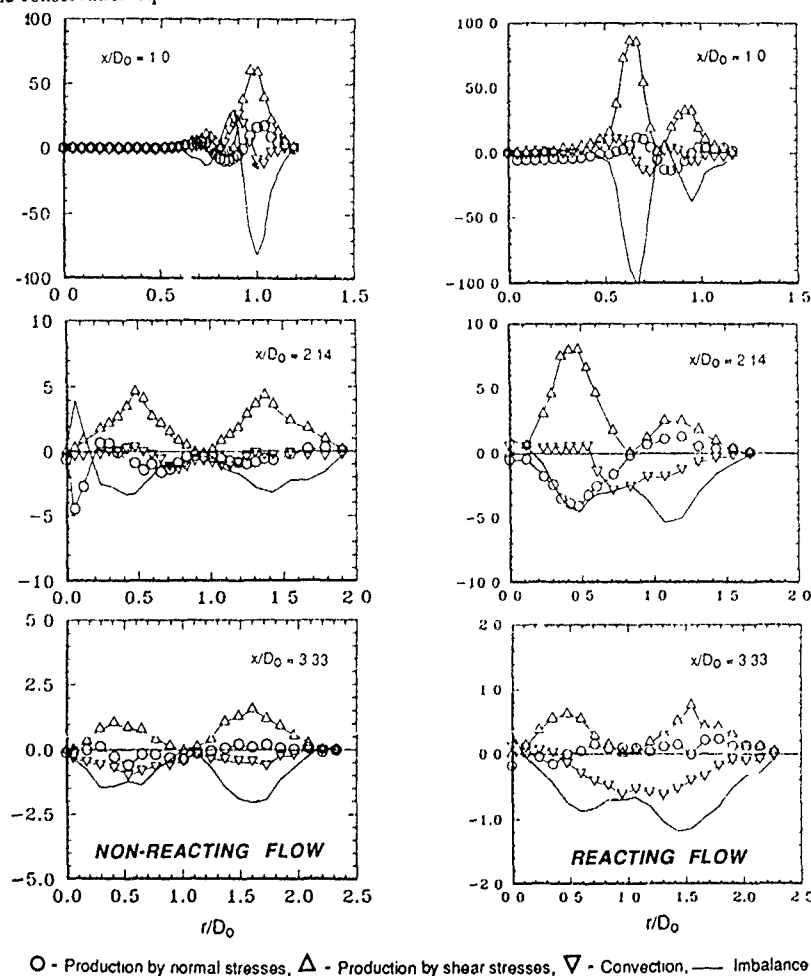 conservation
100
50
0
-50
-100
0 0 0.5 1.0 1.5
x/D₀ = 1 0
100 0
50.0
0.0
-50 0
-100 0
0.0 0.5 1.0 1 5
x/D₀ = 1 0
10
5
0
-5
-10
0.0 0.5 1.0 1.5 2 0
x/D₀ = 2 14
10 0
5 0
0 0
-5.0
-10 0
0.0 0.5 1.0 1.5 2 0
x/D₀ = 2 14
5 0
2.5
0.0
-2.5
-5.0
0.0 0.5 1.0 1.5 2.0 2.5
x/D₀ = 3 33
NON-REACTING FLOW
r/D₀
2 0
1 0
0 0
-1.0
-2 0
0.0 0.5 1.0 1.5 2.0 2 5
x/D₀ = 3 33
REACTING FLOW
r/D₀
O - Production by normal stresses, Δ - Production by shear stresses, ∇ - Convection, — Imbalance